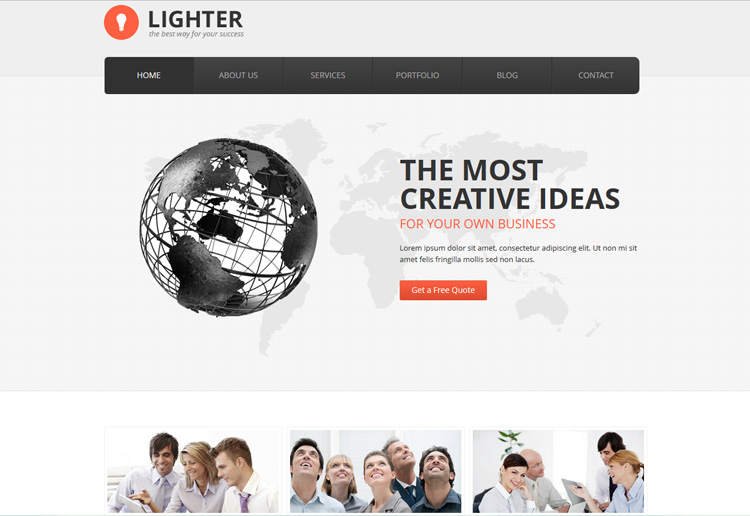 LIGHTER
the best way for your success
HOME
ABOUT US
SERVICES
PORTFOLIO
BLOG
CONTACT
THE MOST
CREATIVE IDEAS
FOR YOUR OWN BUSINESS
Lorem ipsum dolor sit amet, consectetur adipiscing elit. Ut non mi sit
amet felis fringilla mollis sed non lacus.
Get a Free Quote